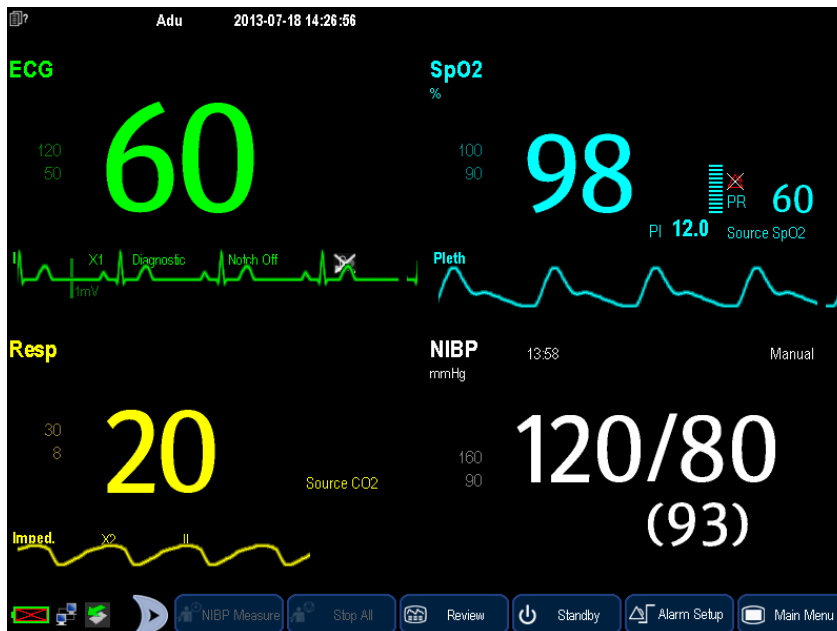 ? Adu 2013-07-18 14:26:56
ECG
120
50
60
X1 Diagnostic Notch Off
1mV
SpO2
%
100
90
98
PR 60
PI 12.0 Source SpO2
Pleth
Resp
30
8
20
Source CO2
Imped. X2 II
NIBP 13:58 Manual
mmHg
160
90
120/80
(93)
NIBP Measure Stop All Review Standby Alarm Setup Main Menu